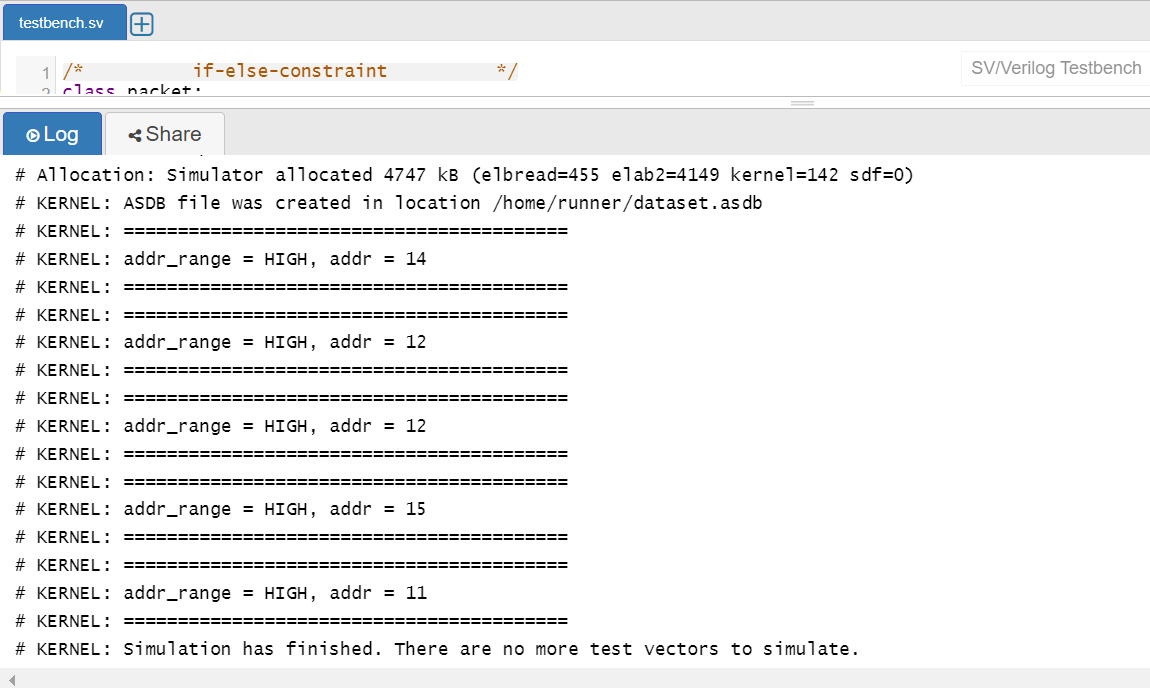 testbench.sv
1 /* if-else-constraint */
2 class packet;
SV/Verilog Testbench
Log Share
# Allocation: Simulator allocated 4747 kB (elbread=455 elab2=4149 kernel=142 sdf=0)
# KERNEL: ASDB file was created in location /home/runner/dataset.asdb
# KERNEL: =========================================
# KERNEL: addr_range = HIGH, addr = 14
# KERNEL: =========================================
# KERNEL: =========================================
# KERNEL: addr_range = HIGH, addr = 12
# KERNEL: =========================================
# KERNEL: =========================================
# KERNEL: addr_range = HIGH, addr = 12
# KERNEL: =========================================
# KERNEL: =========================================
# KERNEL: addr_range = HIGH, addr = 15
# KERNEL: =========================================
# KERNEL: =========================================
# KERNEL: addr_range = HIGH, addr = 11
# KERNEL: =========================================
# KERNEL: Simulation has finished. There are no more test vectors to simulate.